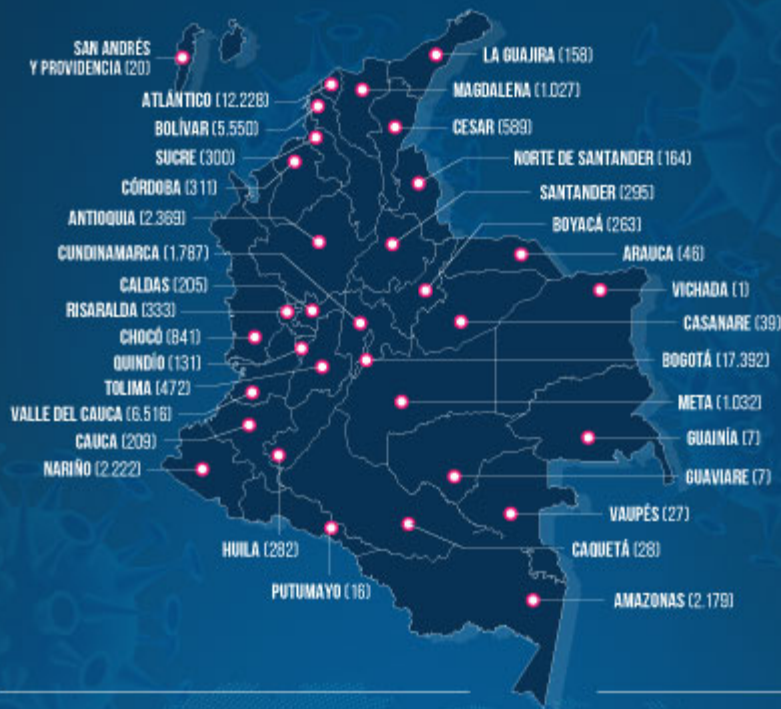 SAN ANDRÉS
Y PROVIDENCIA (20)
LA GUAJIRA (158)
ATLÁNTICO (12.228)
MAGDALENA (1.027)
BOLÍVAR (5.550)
CESAR (589)
SUCRE (300)
NORTE DE SANTANDER (164)
CÓRDOBA (311)
SANTANDER (295)
ANTIOQUIA (2.369)
BOYACÁ (263)
CUNDINAMARCA (1.787)
ARAUCA (46)
CALDAS (205)
VICHADA (1)
RISARALDA (333)
CASANARE (39)
CHOCÓ (841)
BOGOTÁ (17.392)
QUINDÍO (131)
TOLIMA (472)
META (1.032)
VALLE DEL CAUCA (6.516)
CAUCA (209)
GUAINÍA (7)
NARIÑO (2.222)
GUAVIARE (7)
VAUPÉS (27)
HUILA (282)
CAQUETÁ (28)
PUTUMAYO (16)
AMAZONAS (2.179)